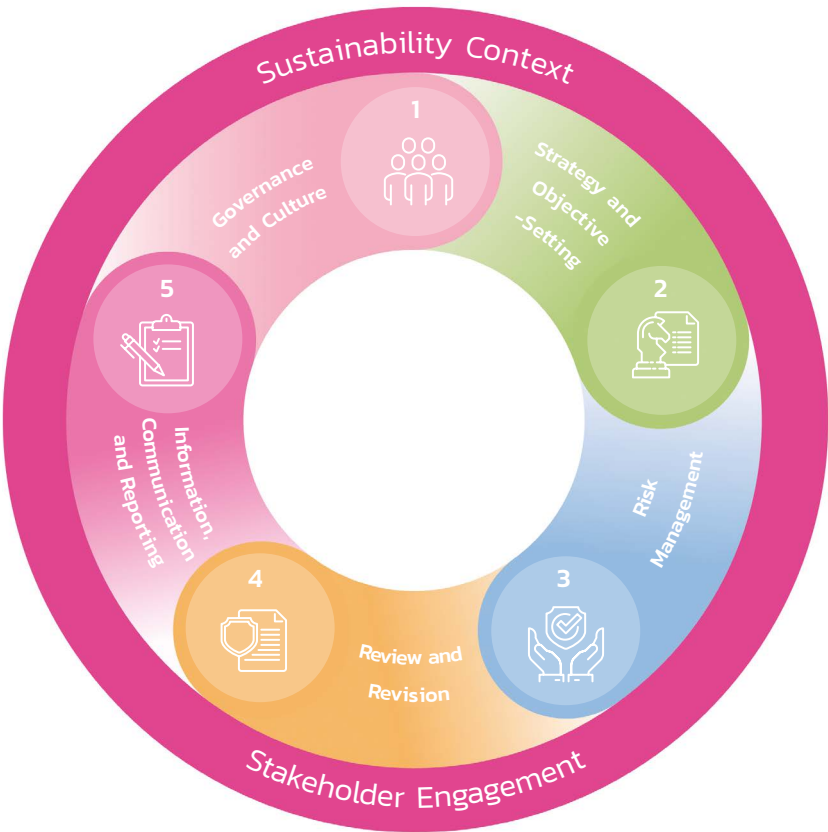 Sustainability Context
1
Governance
and Culture
Strategy and
Objective
-Setting
2
Risk
Management
3
Review and
Revision
4
Information,
Communication
and Reporting
5
Stakeholder Engagement